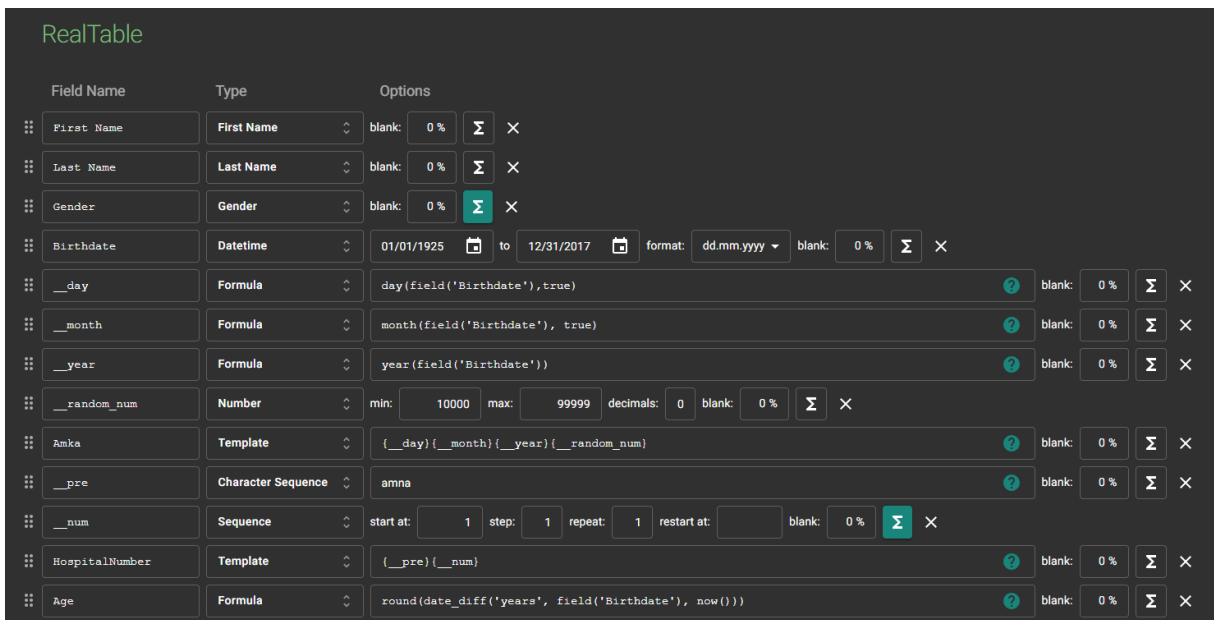 RealTable
Field Name Type Options
First Name First Name blank: 0 % Σ ×
Last Name Last Name blank: 0 % Σ ×
Gender Gender blank: 0 % Σ ×
Birthdate Datetime 01/01/1925 to 12/31/2017 format: dd.mm.yyyy blank: 0 % Σ ×
__day Formula day(field('Birthdate'),true) ? blank: 0 % Σ ×
__month Formula month(field('Birthdate'), true) ? blank: 0 % Σ ×
__year Formula year(field('Birthdate')) ? blank: 0 % Σ ×
__random_num Number min: 10000 max: 99999 decimals: 0 blank: 0 % Σ ×
Amka Template {__day}{__month}{__year}{__random_num} ? blank: 0 % Σ ×
__pre Character Sequence amna ? blank: 0 % Σ ×
__num Sequence start at: 1 step: 1 repeat: 1 restart at: blank: 0 % Σ ×
HospitalNumber Template {__pre}{__num} ? blank: 0 % Σ ×
Age Formula round(date_diff('years', field('Birthdate'), now())) ? blank: 0 % Σ ×